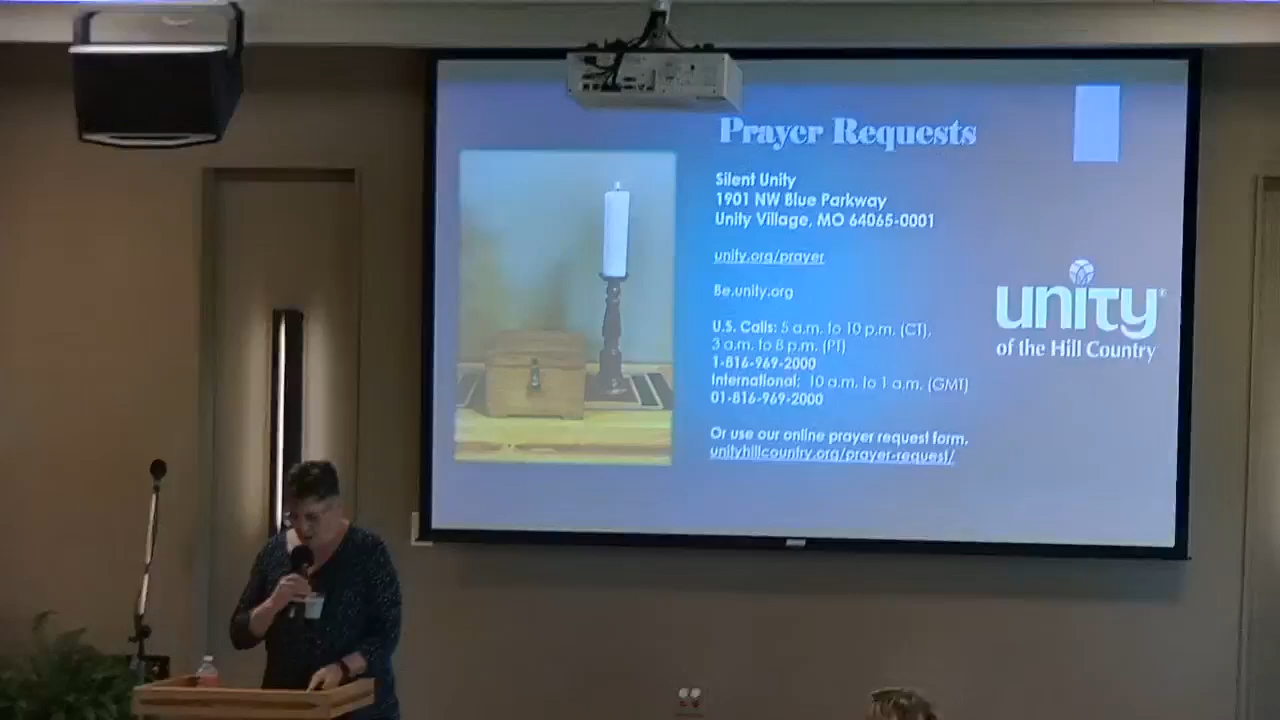 Prayer Requests
Silent Unity
1901 NW Blue Parkway
Unity Village, MO 64065-0001
unity.org/prayer
Be.unity.org
U.S. Calls: 5 a.m. to 10 p.m. (CT),
3 a.m. to 8 p.m. (PT)
1-816-969-2000
International: 10 a.m. to 1 a.m. (GMT)
01-816-969-2000
Or use our online prayer request form,
unityhillcountry.org/prayer-request/
unity®
of the Hill Country